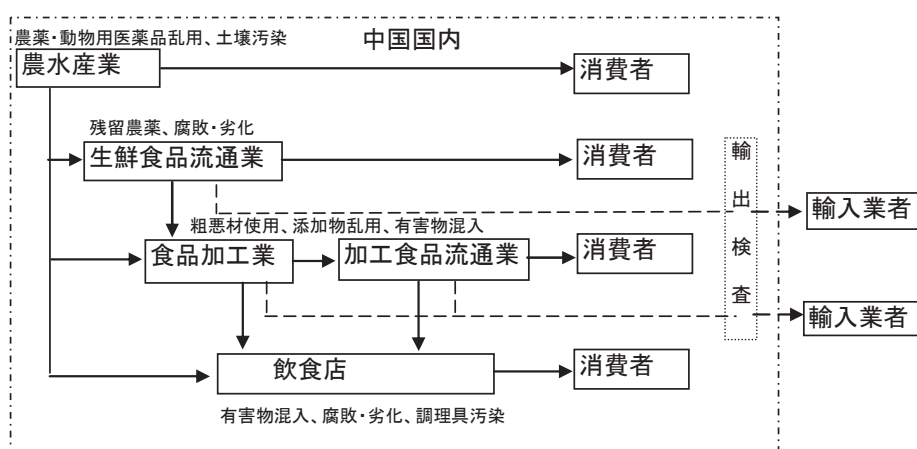 農薬・動物用医薬品乱用、土壌汚染
中国国内
農水産業
消費者
残留農薬、腐敗・劣化
生鮮食品流通業
消費者
輸出検査
輸入業者
粗悪材使用、添加物乱用、有害物混入
食品加工業
加工食品流通業
消費者
輸入業者
飲食店
消費者
有害物混入、腐敗・劣化、調理具汚染